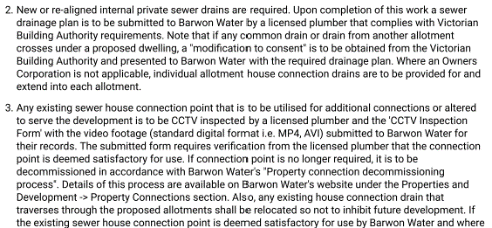 2. New or re-aligned internal private sewer drains are required. Upon completion of this work a sewer
drainage plan is to be submitted to Barwon Water by a licensed plumber that complies with Victorian
Building Authority requirements. Note that if any common drain or drain from another allotment
crosses under a proposed dwelling, a "modification to consent" is to be obtained from the Victorian
Building Authority and presented to Barwon Water with the required drainage plan. Where an Owners
Corporation is not applicable, individual allotment house connection drains are to be provided for and
extend into each allotment.
3. Any existing sewer house connection point that is to be utilised for additional connections or altered
to serve the development is to be CCTV inspected by a licensed plumber and the 'CCTV Inspection
Form' with the video footage (standard digital format i.e. MP4, AVI) submitted to Barwon Water for
their records. The submitted form requires verification from the licensed plumber that the connection
point is deemed satisfactory for use. If connection point is no longer required, it is to be
decommissioned in accordance with Barwon Water's "Property connection decommissioning
process". Details of this process are available on Barwon Water's website under the Properties and
Development -> Property Connections section. Also, any existing house connection drain that
traverses through the proposed allotments shall be relocated so not to inhibit future development. If
the existing sewer house connection point is deemed satisfactory for use by Barwon Water and where